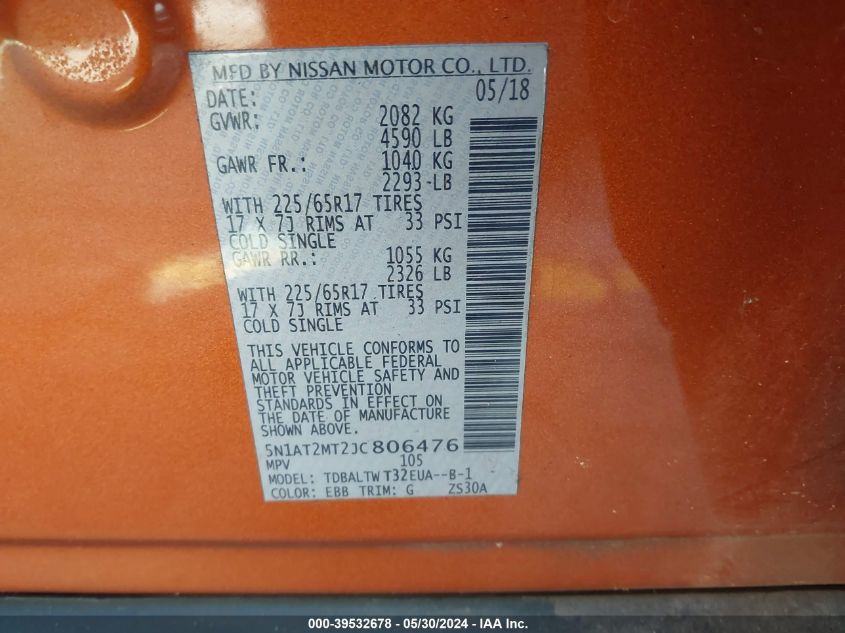 MFD BY NISSAN MOTOR CO., LTD.
DATE: 05/18
GVWR: 2082 KG
4590 LB
GAWR FR.: 1040 KG
2293 LB
WITH 225/65R17 TIRES
17 X 7J RIMS AT 33 PSI
COLD SINGLE
GAWR RR.: 1055 KG
2326 LB
WITH 225/65R17 TIRES
17 X 7J RIMS AT 33 PSI
COLD SINGLE
THIS VEHICLE CONFORMS TO
ALL APPLICABLE FEDERAL
MOTOR VEHICLE SAFETY AND
THEFT PREVENTION
STANDARDS IN EFFECT ON
THE DATE OF MANUFACTURE
SHOWN ABOVE.
5N1AT2MT2JC806476
MPV 105
MODEL: TDBALTW T32EUA--B-1
COLOR: EBB TRIM: G ZS30A
000-39532678 - 05/30/2024 - IAA Inc.